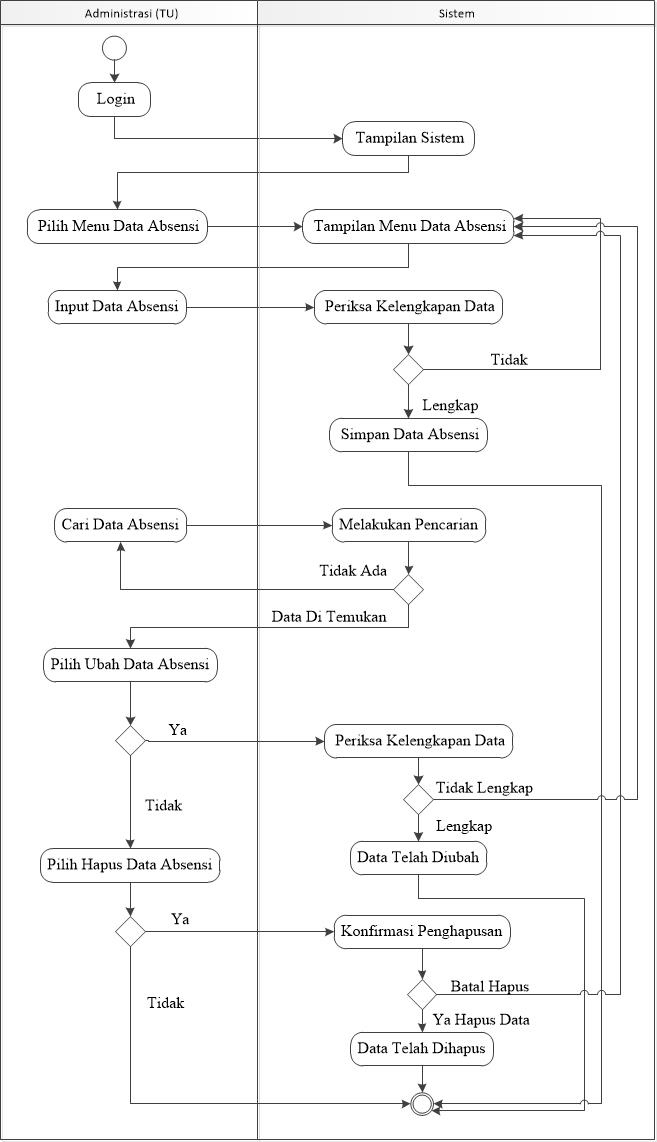 Administrasi (TU)
Sistem
Login
Tampilan Sistem
Pilih Menu Data Absensi
Tampilan Menu Data Absensi
Input Data Absensi
Periksa Kelengkapan Data
Tidak
Lengkap
Simpan Data Absensi
Cari Data Absensi
Melakukan Pencarian
Tidak Ada
Data Di Temukan
Pilih Ubah Data Absensi
Ya
Periksa Kelengkapan Data
Tidak Lengkap
Tidak
Lengkap
Pilih Hapus Data Absensi
Data Telah Diubah
Ya
Konfirmasi Penghapusan
Batal Hapus
Tidak
Ya Hapus Data
Data Telah Dihapus